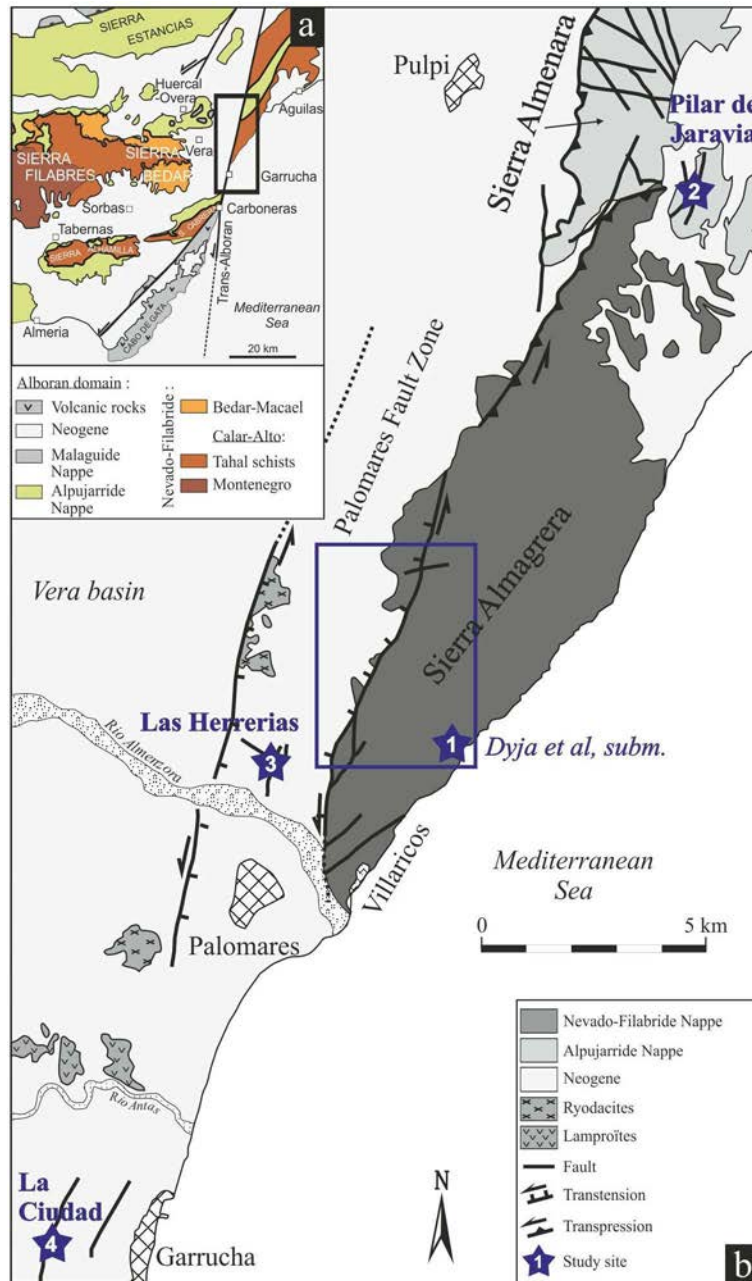 a
SIERRA
ESTANCIAS
Huercal
Overa
Aguilas
SIERRA
FILABRES
SIERRA
BEDAR
Vera
Garrucha
Sorbas
Carboneras
Tabernas
SIERRA ALHAMILLA
Trans-Alboran
CABO DE GATA
Mediterranean
Sea
Almeria
20 km
Alboran domain :
Volcanic rocks
Neogene
Malaguide
Nappe
Alpujarride
Nappe
Nevado-Filabride :
Bedar-Macael
Calar-Alto:
Tahal schists
Montenegro
Pulpi
Sierra Almenara
Pilar de
Jaravia
2
Palomares Fault Zone
Vera basin
Sierra Almagrera
Las Herrerias
3
Rio Almenzora
1
Dyja et al, subm.
Villaricos
Mediterranean
Sea
Palomares
0 5 km
Rio Antas
La
Ciudad
4
Garrucha
N
Nevado-Filabride Nappe
Alpujarride Nappe
Neogene
Ryodacites
Lamproïtes
Fault
Transtension
Transpression
1
Study site
b